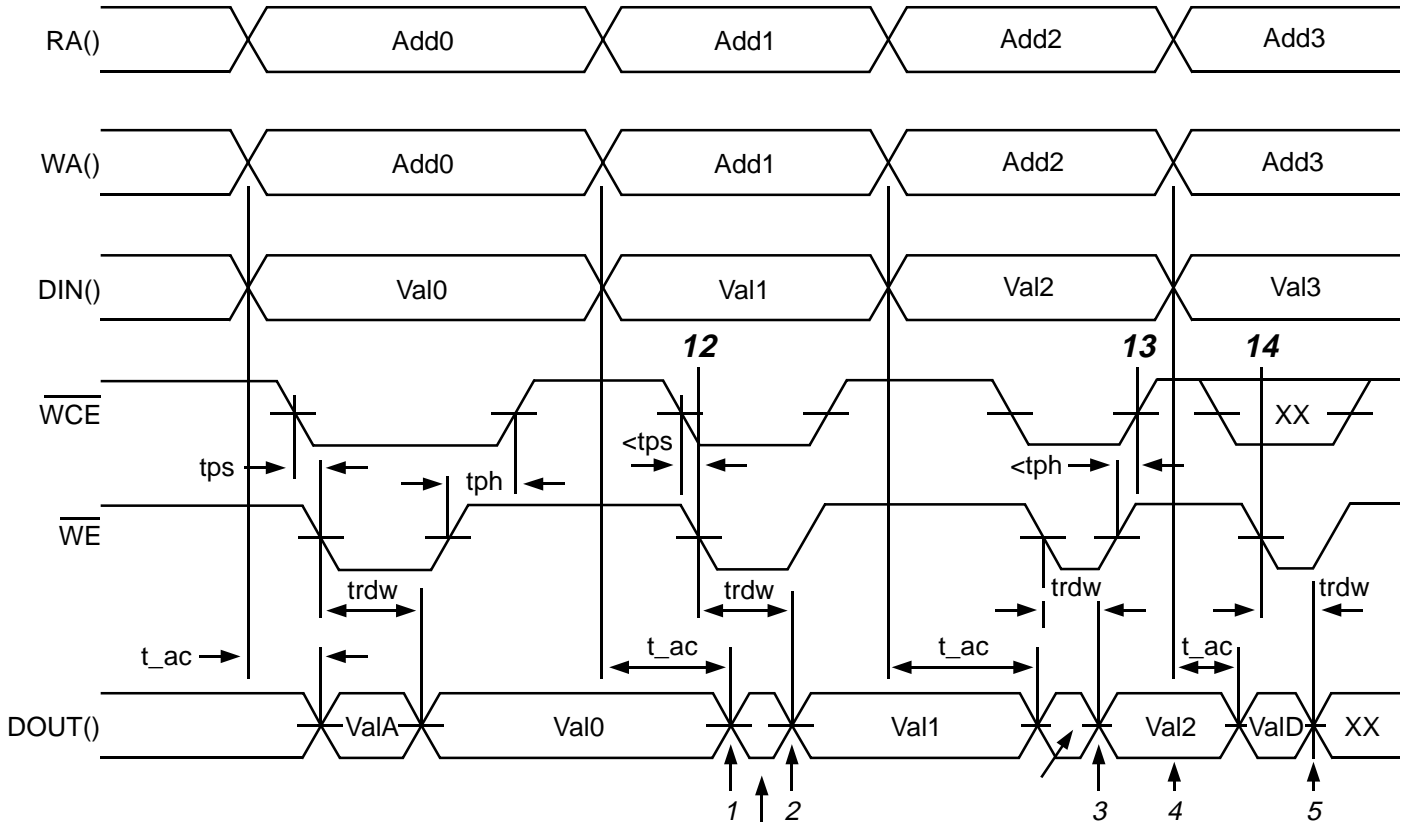 RA() Add0 Add1 Add2 Add3
WA() Add0 Add1 Add2 Add3
DIN() Val0 Val1 Val2 Val3
12 13 14
WCE XX
tps tph <tps <tph
WE
trdw trdw trdw trdw
t_ac t_ac t_ac t_ac
DOUT() ValA Val0 Val1 Val2 ValD XX
1 2 3 4 5